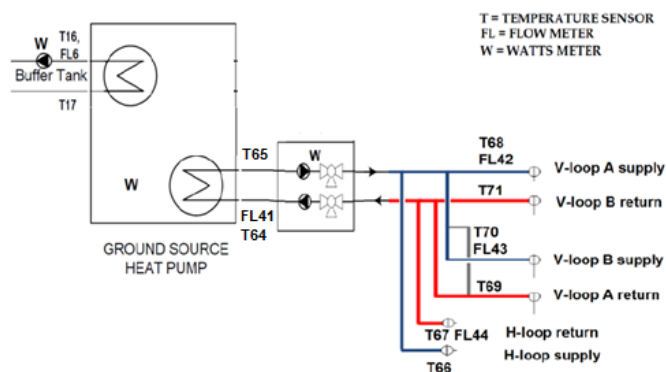 T = TEMPERATURE SENSOR
FL = FLOW METER
W = WATTS METER
W
T16,
FL6
Buffer Tank
T17
W
T65
W
FL41
T64
GROUND SOURCE
HEAT PUMP
T68
FL42
V-loop A supply
T71
V-loop B return
T70
FL43
V-loop B supply
T69
V-loop A return
T67 FL44
H-loop return
H-loop supply
T66